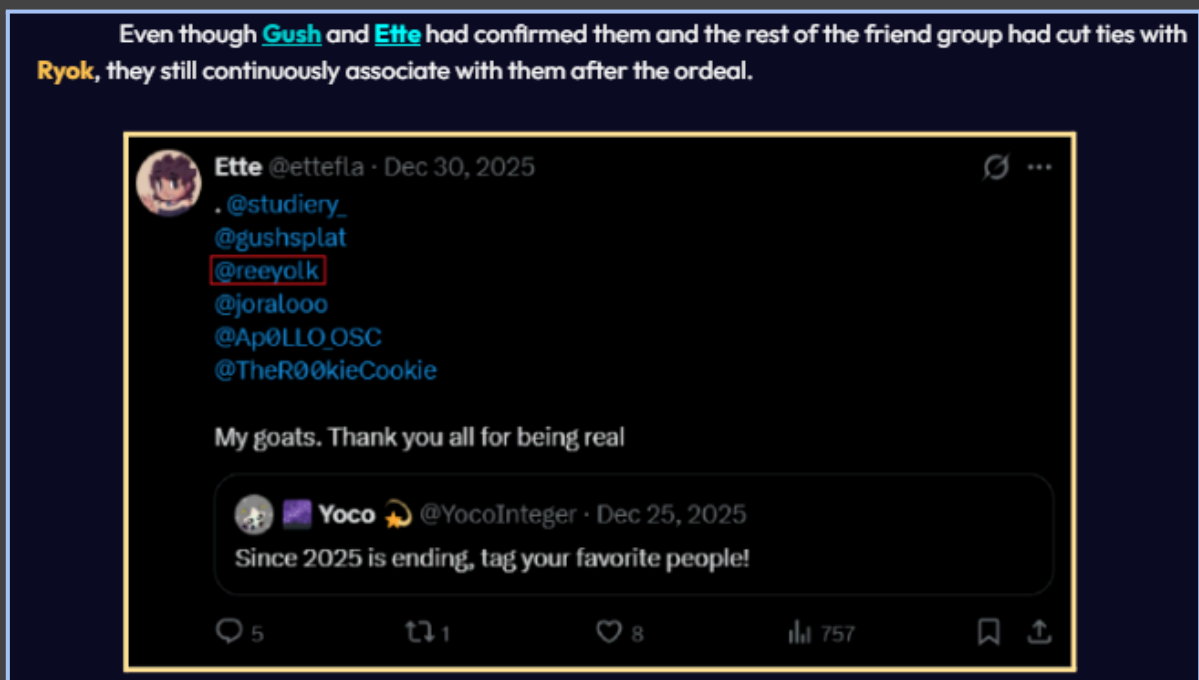 Even though Gush and Ette had confirmed them and the rest of the friend group had cut ties with
Ryok, they still continuously associate with them after the ordeal.
Ette @ettefla · Dec 30, 2025
. @studiery_
@gushsplat
@reeyolk
@joralooo
@Ap0LLO_OSC
@TheR00kieCookie
My goats. Thank you all for being real
Yoco @YocoInteger · Dec 25, 2025
Since 2025 is ending, tag your favorite people!
5 1 8 757